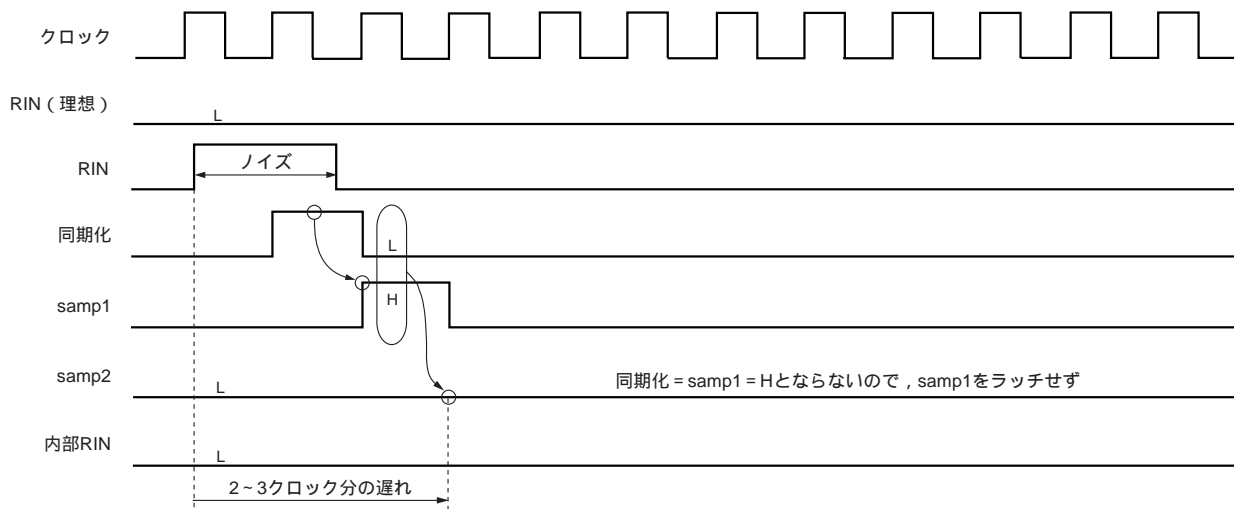 クロック
RIN（理想）
L
RIN
ノイズ
同期化
L
samp1
H
samp2
L
同期化＝samp1＝Hとならないので，samp1をラッチせず
内部RIN
L
2～3クロック分の遅れ